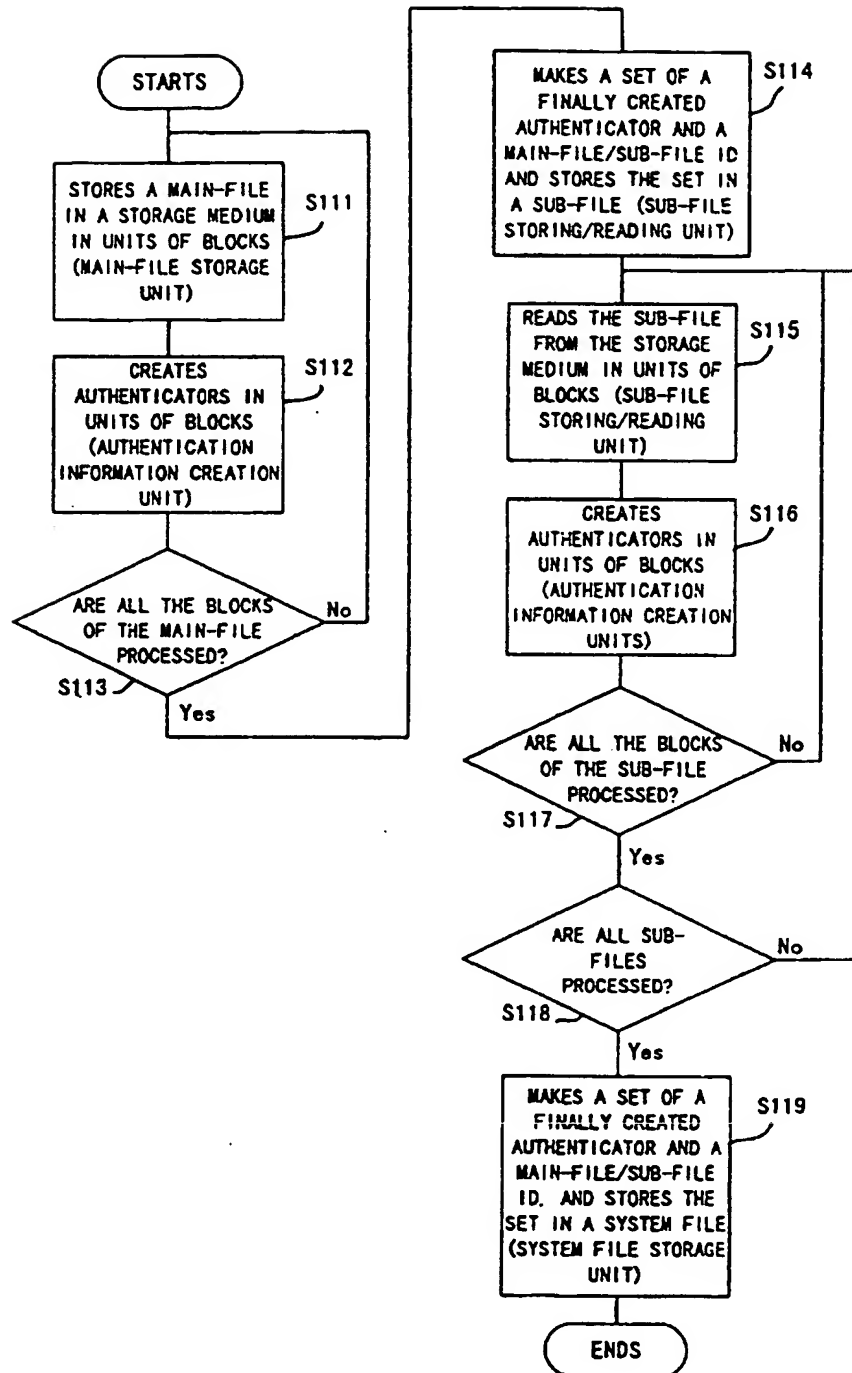 STARTS
STORES A MAIN-FILE
IN A STORAGE MEDIUM
IN UNITS OF BLOCKS
(MAIN-FILE STORAGE
UNIT)
S111
CREATES
AUTHENTICATORS IN
UNITS OF BLOCKS
(AUTHENTICATION
INFORMATION CREATION
UNIT)
S112
ARE ALL THE BLOCKS
OF THE MAIN-FILE
PROCESSED?
No
S113
Yes
MAKES A SET OF A
FINALLY CREATED
AUTHENTICATOR AND A
MAIN-FILE/SUB-FILE ID
AND STORES THE SET IN
A SUB-FILE (SUB-FILE
STORING/READING UNIT)
S114
READS THE SUB-FILE
FROM THE STORAGE
MEDIUM IN UNITS OF
BLOCKS (SUB-FILE
STORING/READING
UNIT)
S115
CREATES
AUTHENTICATORS IN
UNITS OF BLOCKS
(AUTHENTICATION
INFORMATION CREATION
UNITS)
S116
ARE ALL THE BLOCKS
OF THE SUB-FILE
PROCESSED?
No
S117
Yes
ARE ALL SUB-
FILES
PROCESSED?
No
S118
Yes
MAKES A SET OF A
FINALLY CREATED
AUTHENTICATOR AND A
MAIN-FILE/SUB-FILE
ID, AND STORES THE
SET IN A SYSTEM FILE
(SYSTEM FILE STORAGE
UNIT)
S119
ENDS